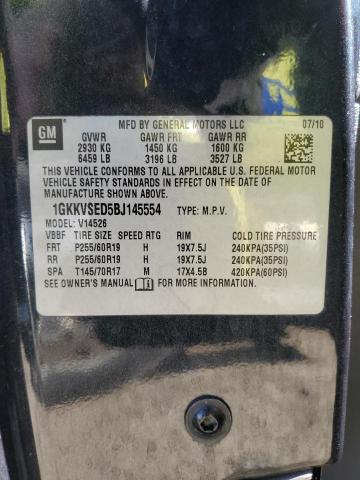 GM
MFD BY GENERAL MOTORS LLC 07/10
GVWR GAWR FRT GAWR RR
2930 KG 1450 KG 1600 KG
6459 LB 3196 LB 3527 LB
THIS VEHICLE CONFORMS TO ALL APPLICABLE U.S. FEDERAL MOTOR
VEHICLE SAFETY STANDARDS IN EFFECT ON THE DATE OF
MANUFACTURE SHOWN ABOVE.
1GKKVSED5BJ145554 TYPE: M.P.V.
MODEL: V14526
VBBF TIRE SIZE SPEED RTG RIM COLD TIRE PRESSURE
FRT P255/60R19 H 19X7.5J 240KPA(35PSI)
RR P255/60R19 H 19X7.5J 240KPA(35PSI)
SPA T145/70R17 M 17X4.5B 420KPA(60PSI)
SEE OWNER'S MANUAL FOR MORE INFORMATION.